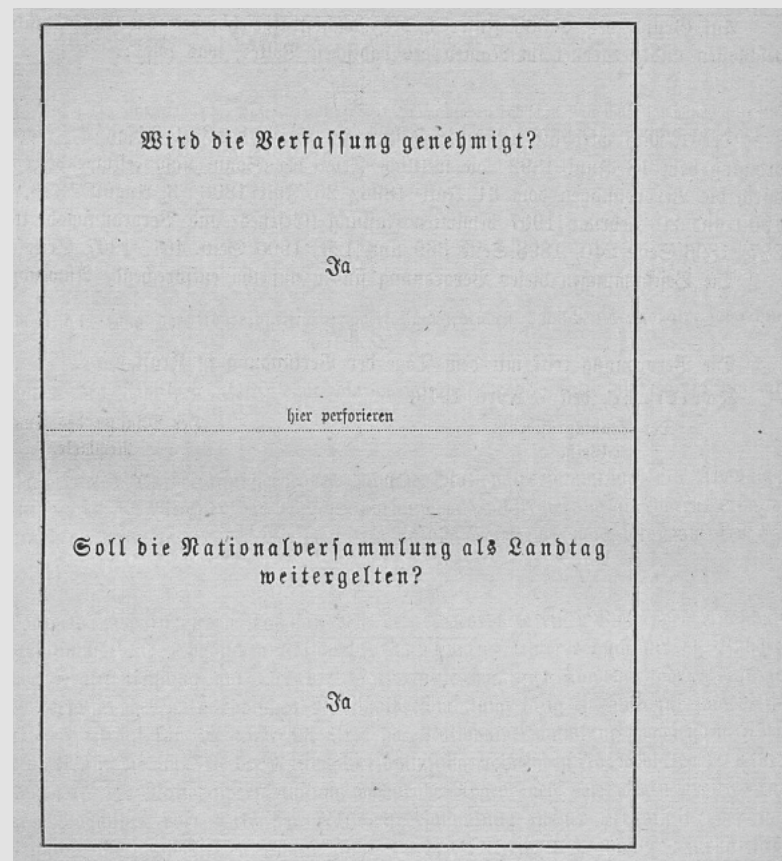 Wird die Verfassung genehmigt?
Ja
hier perforieren
Soll die Nationalversammlung als Landtag
weitergelten?
Ja